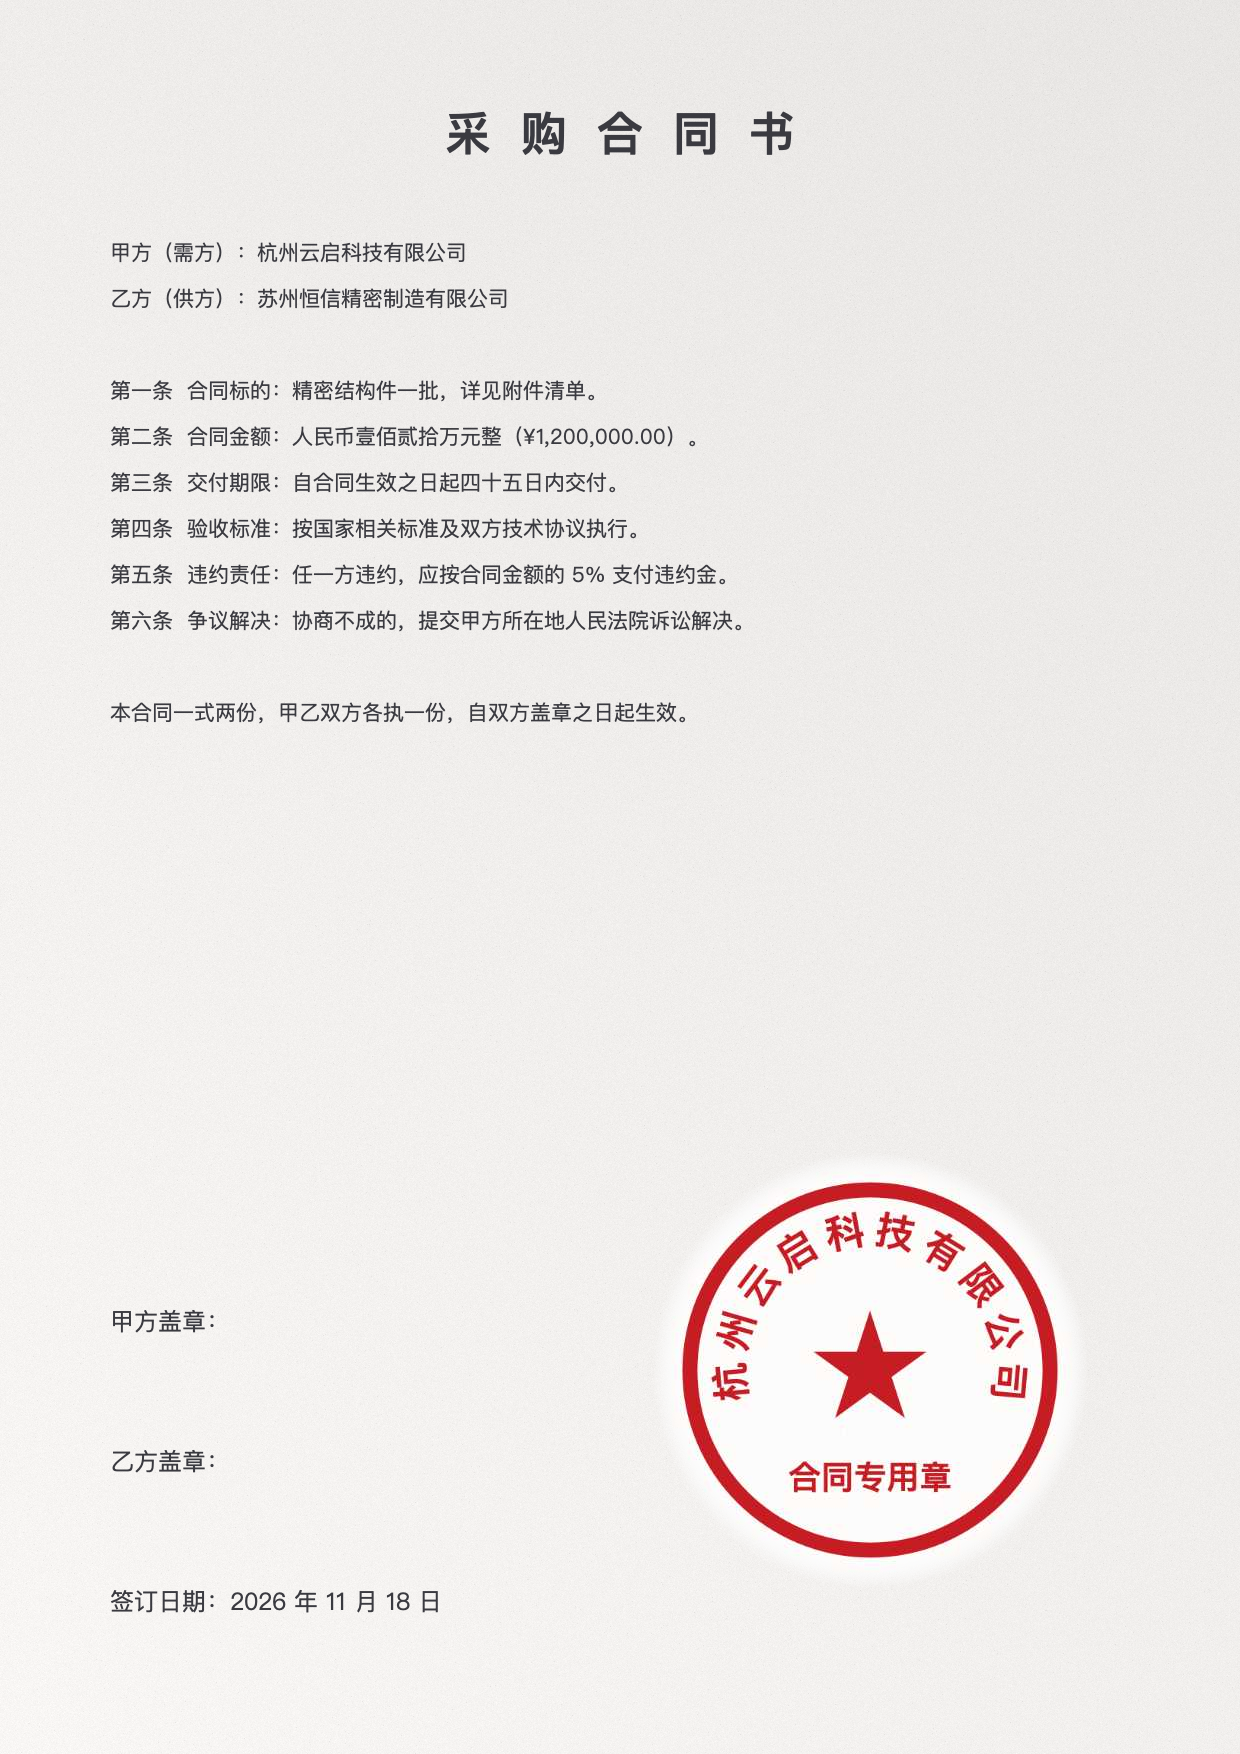 采购合同书
甲方（需方）：杭州云启科技有限公司
乙方（供方）：苏州恒信精密制造有限公司
第一条 合同标的：精密结构件一批，详见附件清单。
第二条 合同金额：人民币壹佰贰拾万元整（¥1,200,000.00）。
第三条 交付期限：自合同生效之日起四十五日内交付。
第四条 验收标准：按国家相关标准及双方技术协议执行。
第五条 违约责任：任一方违约，应按合同金额的 5% 支付违约金。
第六条 争议解决：协商不成的，提交甲方所在地人民法院诉讼解决。
本合同一式两份，甲乙双方各执一份，自双方盖章之日起生效。
甲方盖章：
乙方盖章：
签订日期：2026 年 11 月 18 日
杭州云启科技有限公司
合同专用章